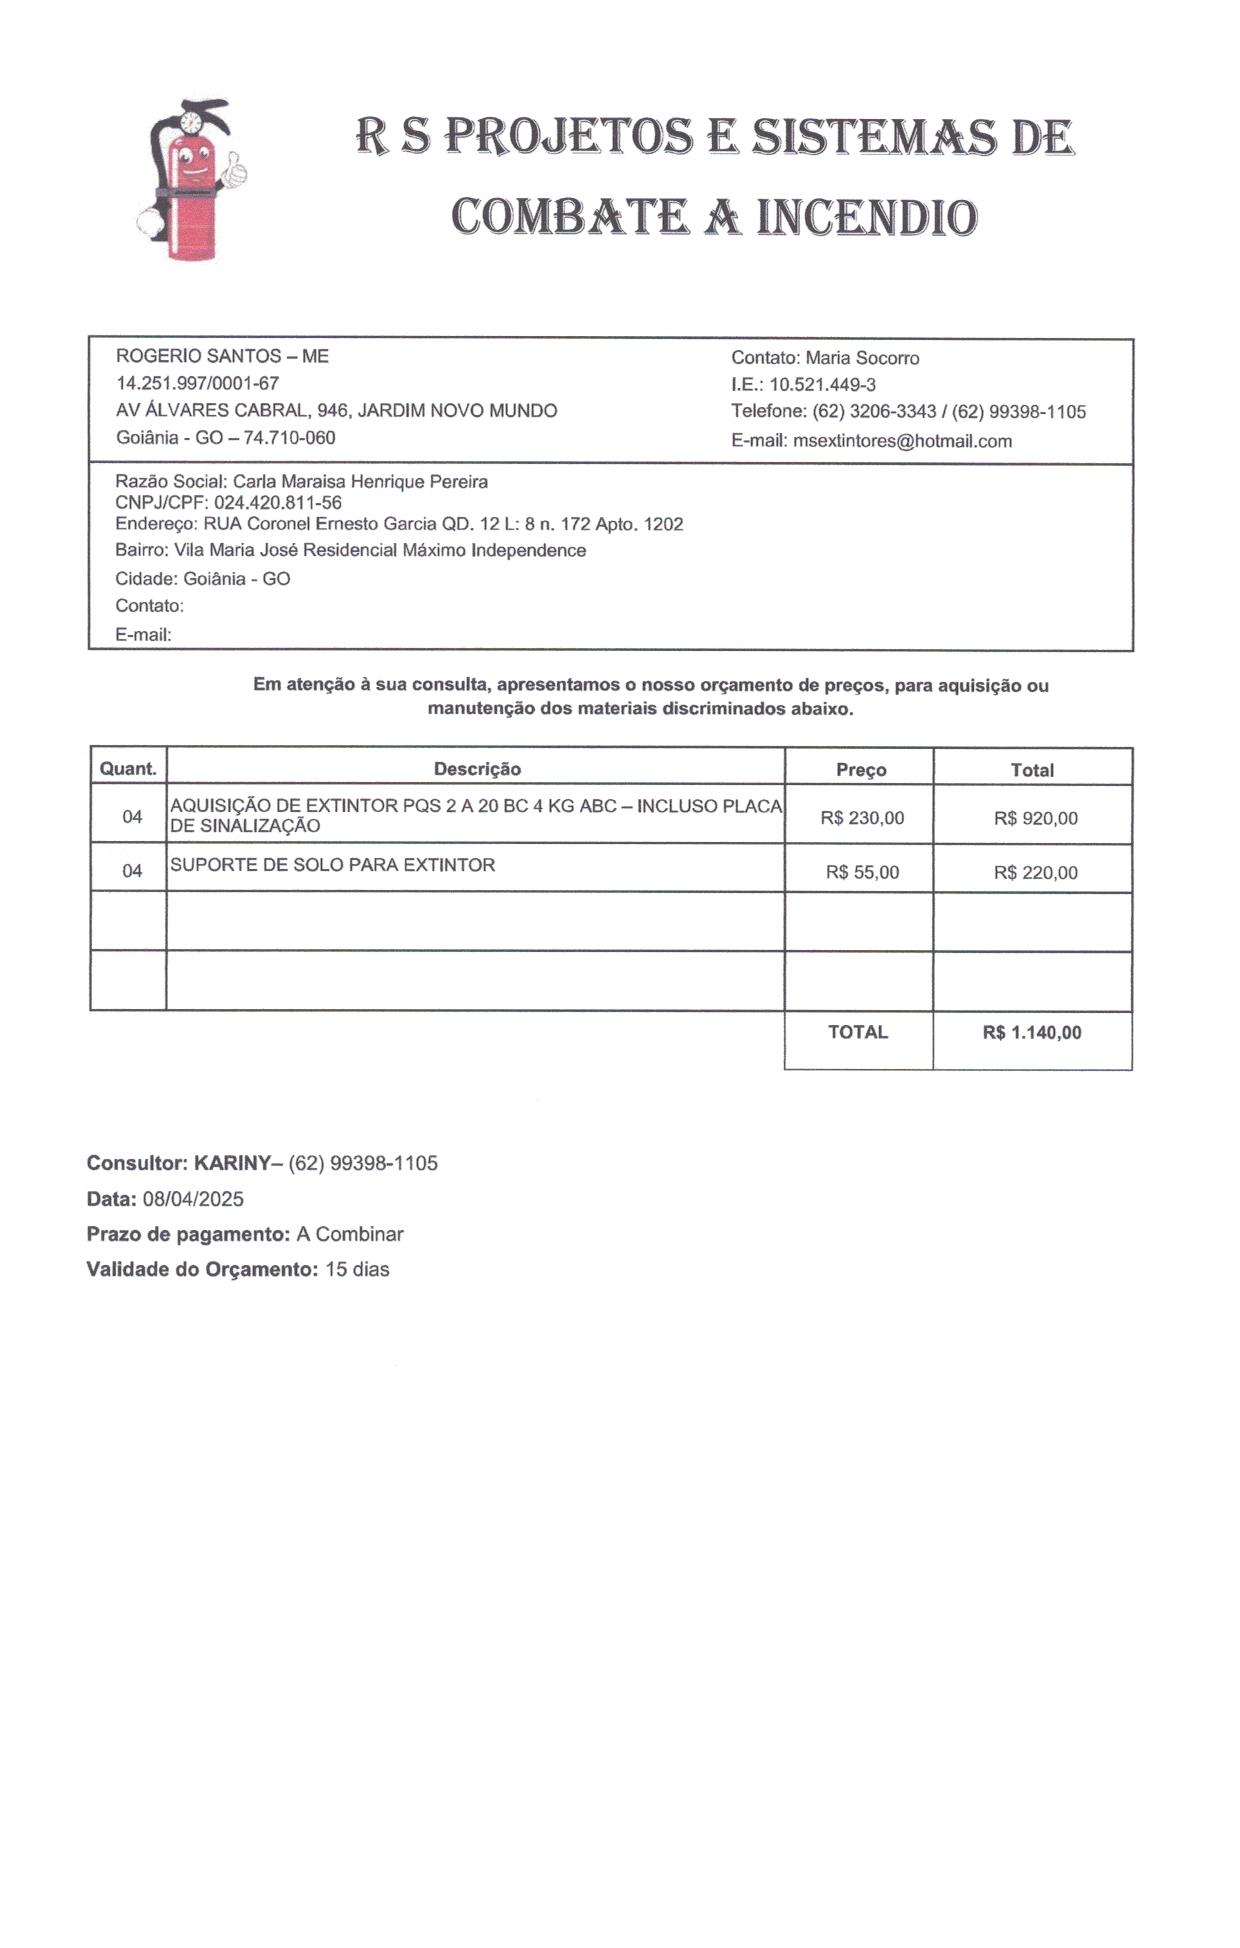 R S PROJETOS E SISTEMAS DE
COMBATE A INCENDIO
ROGERIO SANTOS – ME
14.251.997/0001-67
AV ÁLVARES CABRAL, 946, JARDIM NOVO MUNDO
Goiânia - GO – 74.710-060
Contato: Maria Socorro
I.E.: 10.521.449-3
Telefone: (62) 3206-3343 / (62) 99398-1105
E-mail: msextintores@hotmail.com
Razão Social: Carla Maraisa Henrique Pereira
CNPJ/CPF: 024.420.811-56
Endereço: RUA Coronel Ernesto Garcia QD. 12 L: 8 n. 172 Apto. 1202
Bairro: Vila Maria José Residencial Máximo Independence
Cidade: Goiânia - GO
Contato:
E-mail:
Em atenção à sua consulta, apresentamos o nosso orçamento de preços, para aquisição ou
manutenção dos materiais discriminados abaixo.
Quant. Descrição Preço Total
04 AQUISIÇÃO DE EXTINTOR PQS 2 A 20 BC 4 KG ABC – INCLUSO PLACA
DE SINALIZAÇÃO R$ 230,00 R$ 920,00
04 SUPORTE DE SOLO PARA EXTINTOR R$ 55,00 R$ 220,00
TOTAL R$ 1.140,00
Consultor: KARINY– (62) 99398-1105
Data: 08/04/2025
Prazo de pagamento: A Combinar
Validade do Orçamento: 15 dias